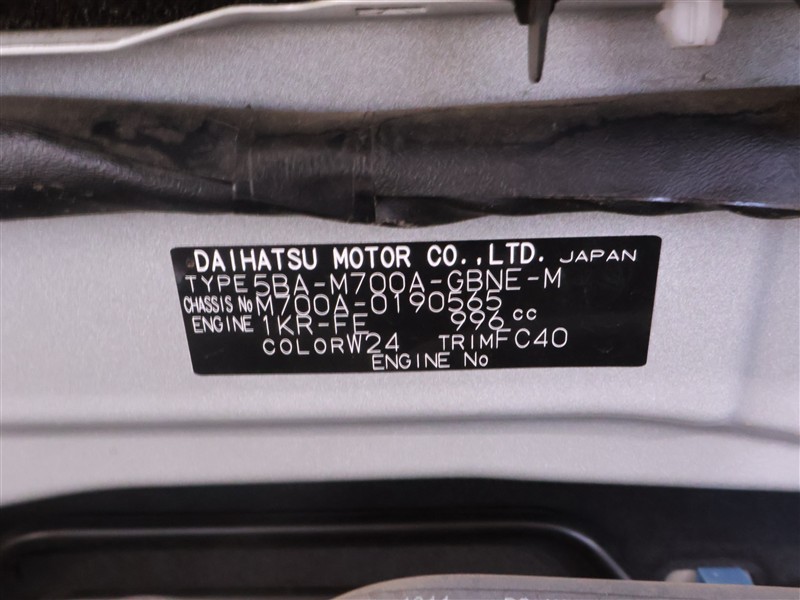 DAIHATSU MOTOR CO.,LTD. JAPAN
TYPE 5BA-M700A-GBNE-M
CHASSIS No M700A-0190565
ENGINE 1KR-FE 996 cc
COLOR W24 TRIM FC40
ENGINE No